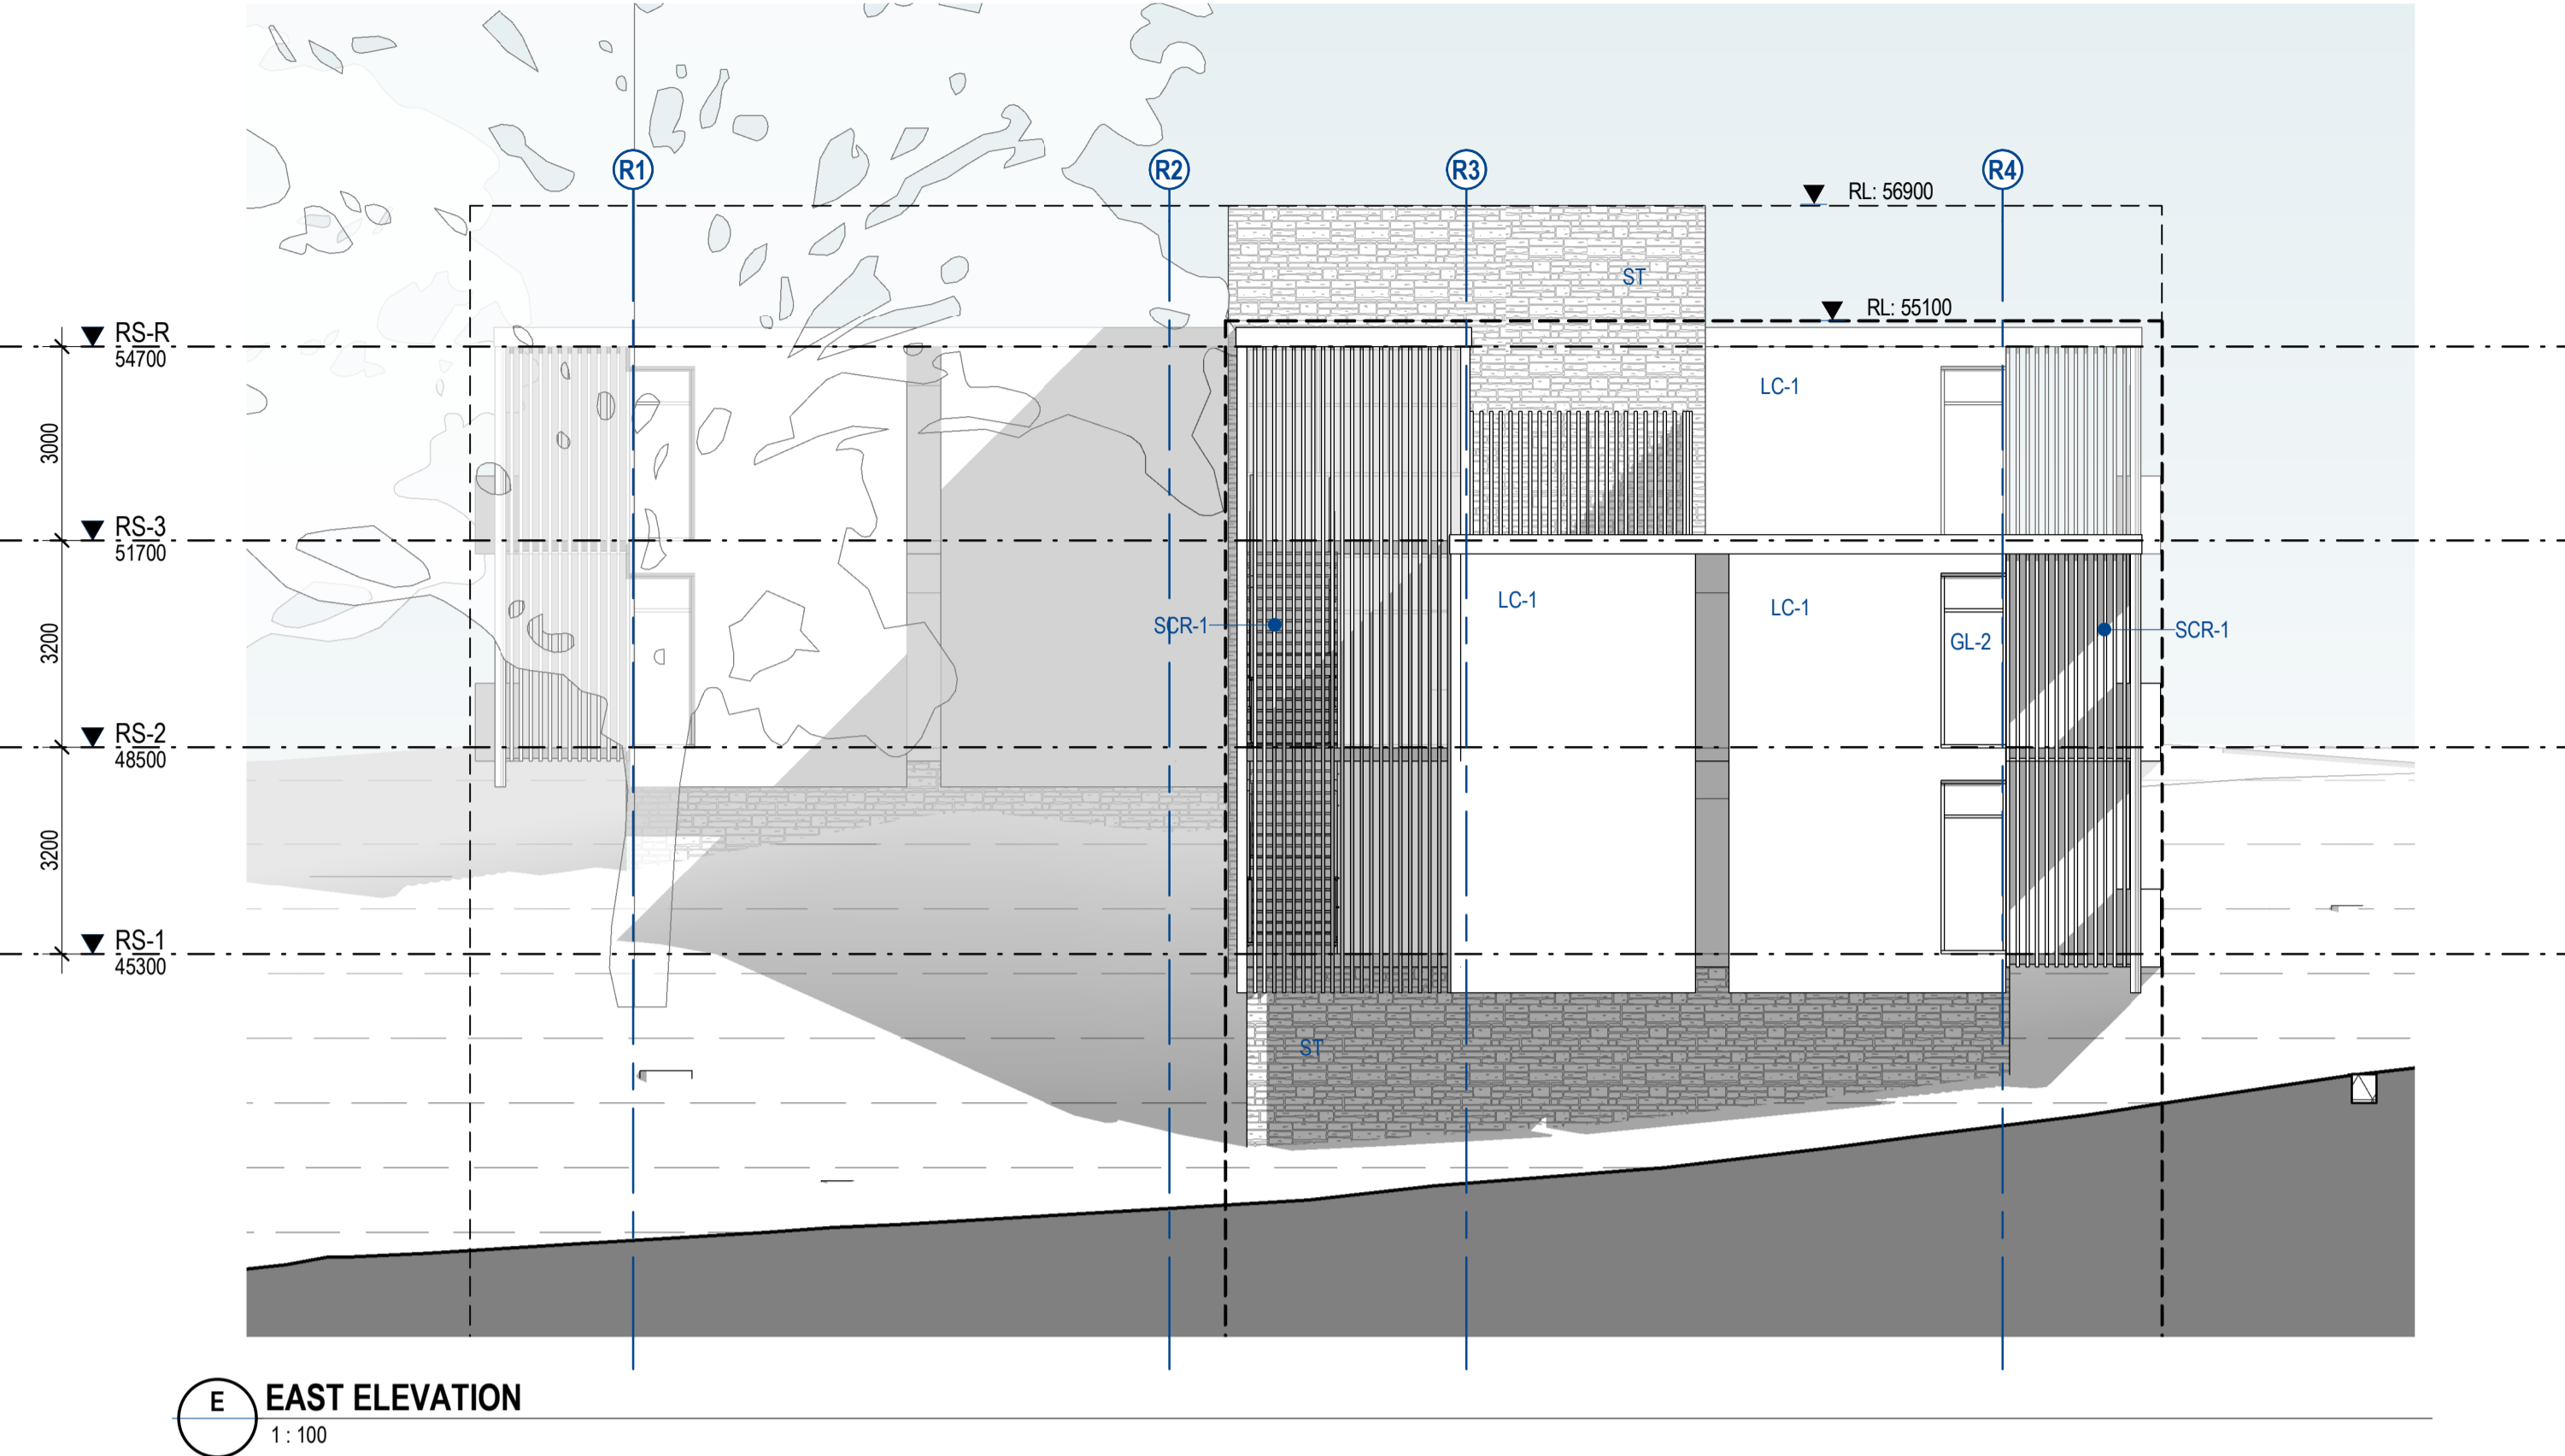 R1
R2
R3
R4
RL: 56900
ST
RL: 55100
RS-R
54700
LC-1
3000
RS-3
51700
LC-1
LC-1
SCR-1
GL-2
SCR-1
3200
RS-2
48500
3200
RS-1
45300
ST
E
EAST ELEVATION
1 : 100